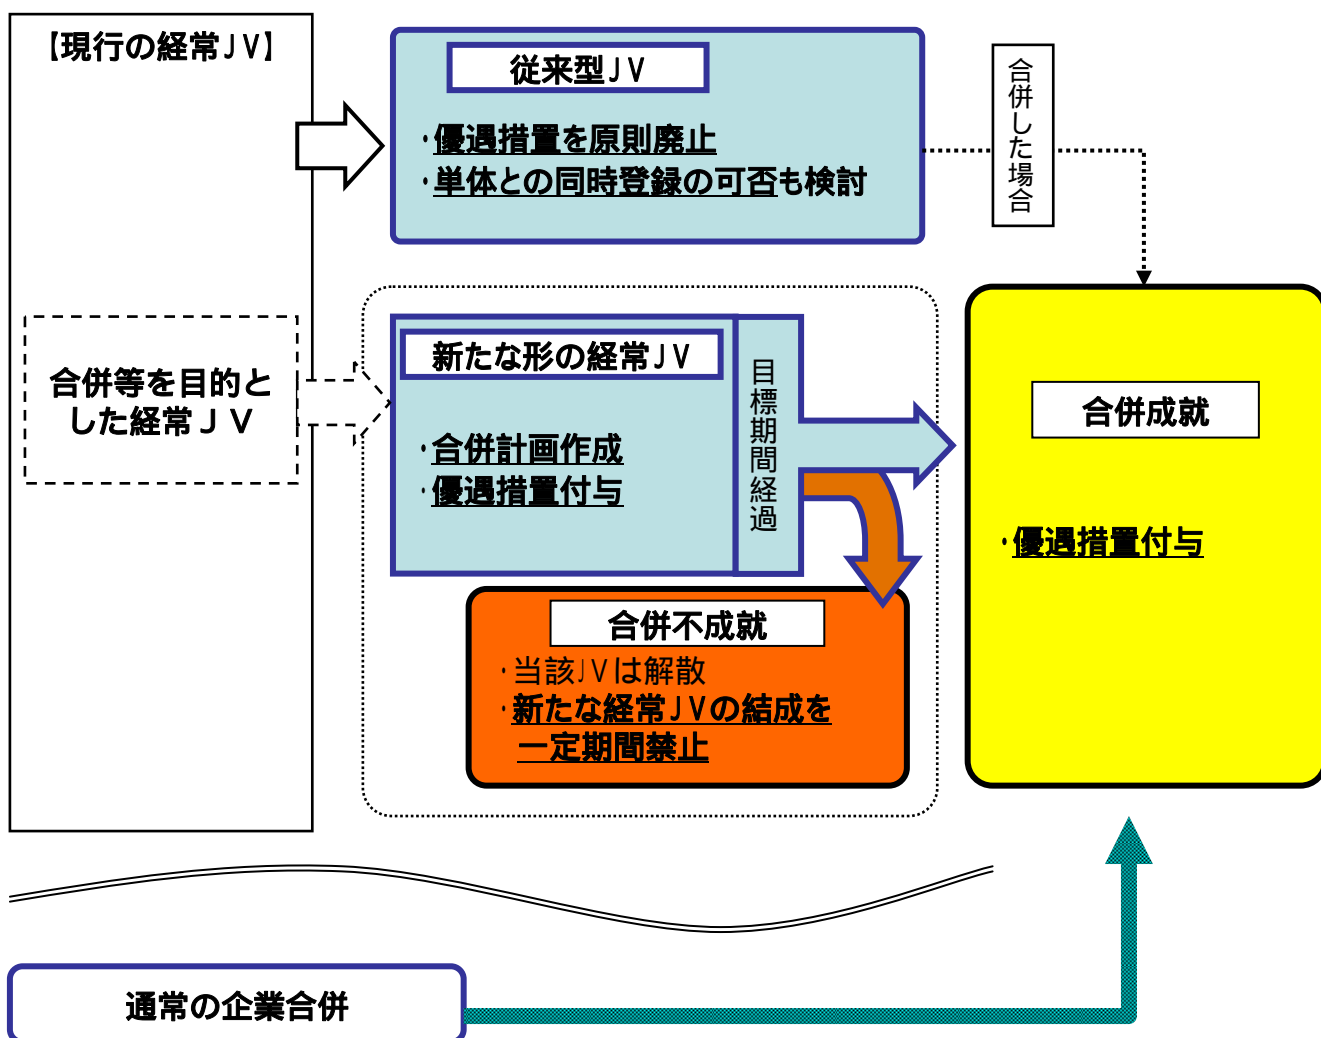 【現行の経常ＪＶ】
従来型ＪＶ
・優遇措置を原則廃止
・単体との同時登録の可否も検討
合併した場合
合併等を目的と
した経常ＪＶ
新たな形の経常ＪＶ
・合併計画作成
・優遇措置付与
目標期間経過
合併成就
・優遇措置付与
合併不成就
・当該ＪＶは解散
・新たな経常ＪＶの結成を
一定期間禁止
通常の企業合併